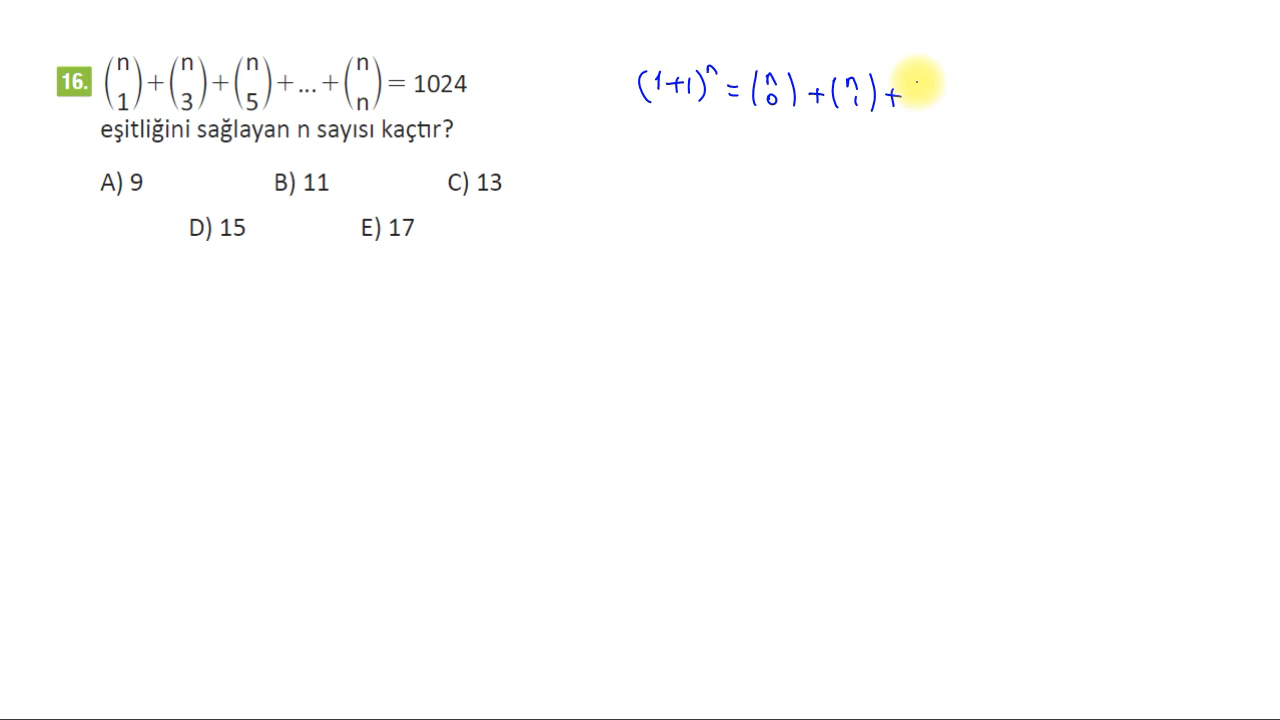 16. (n 1) + (n 3) + (n 5) + ... + (n n) = 1024
eşitliğini sağlayan n sayısı kaçtır?
A) 9 B) 11 C) 13
D) 15 E) 17
(1+1)^n = (n 0) + (n 1) +